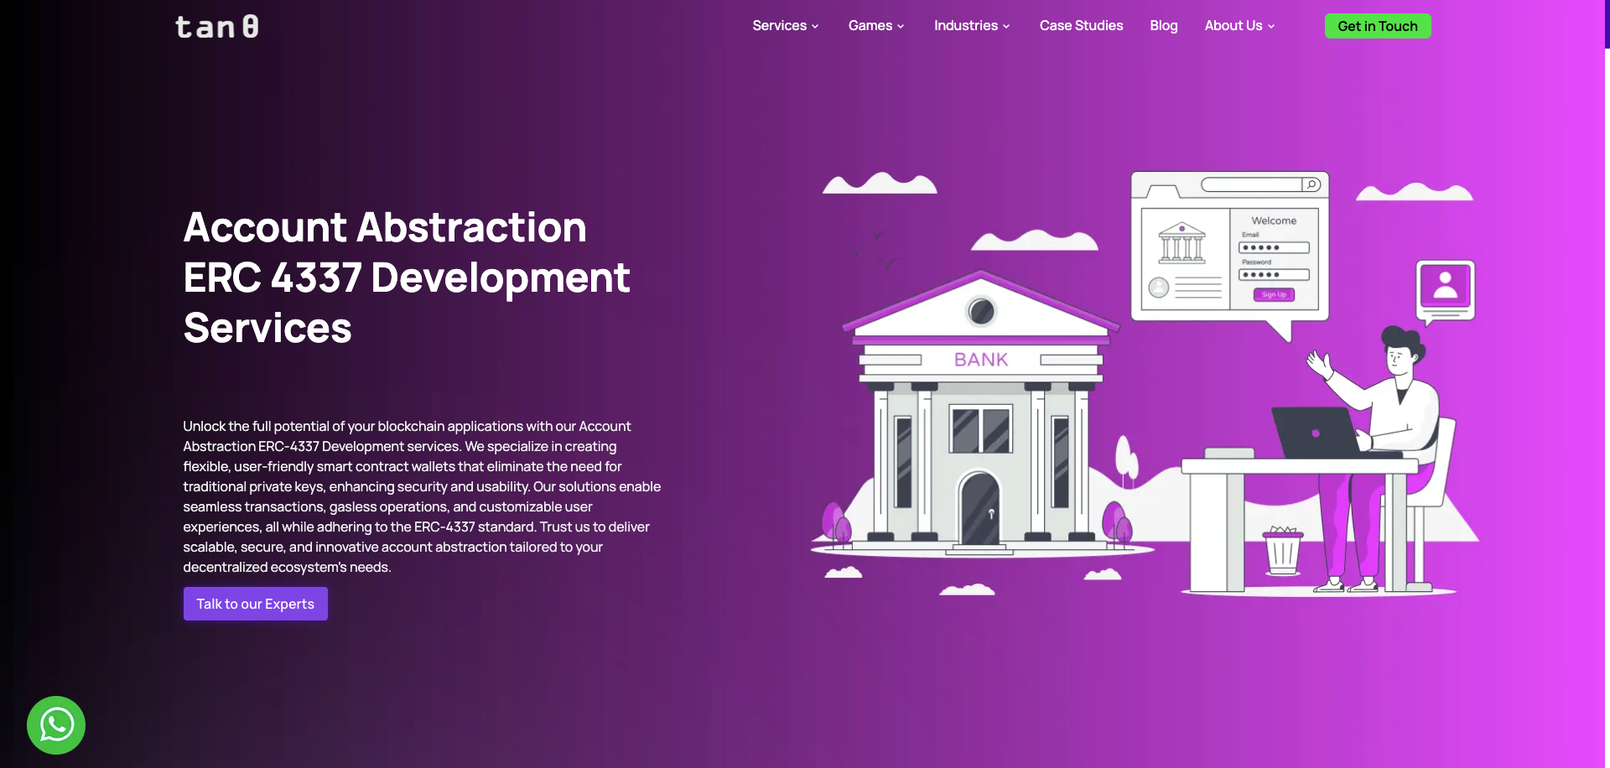 tan θ
Services
Games
Industries
Case Studies
Blog
About Us
Get in Touch
Account Abstraction
ERC 4337 Development
Services
Unlock the full potential of your blockchain applications with our Account
Abstraction ERC-4337 Development services. We specialize in creating
flexible, user-friendly smart contract wallets that eliminate the need for
traditional private keys, enhancing security and usability. Our solutions enable
seamless transactions, gasless operations, and customizable user
experiences, all while adhering to the ERC-4337 standard. Trust us to deliver
scalable, secure, and innovative account abstraction tailored to your
decentralized ecosystem's needs.
Talk to our Experts
Welcome
Email
Password
Sign Up
BANK